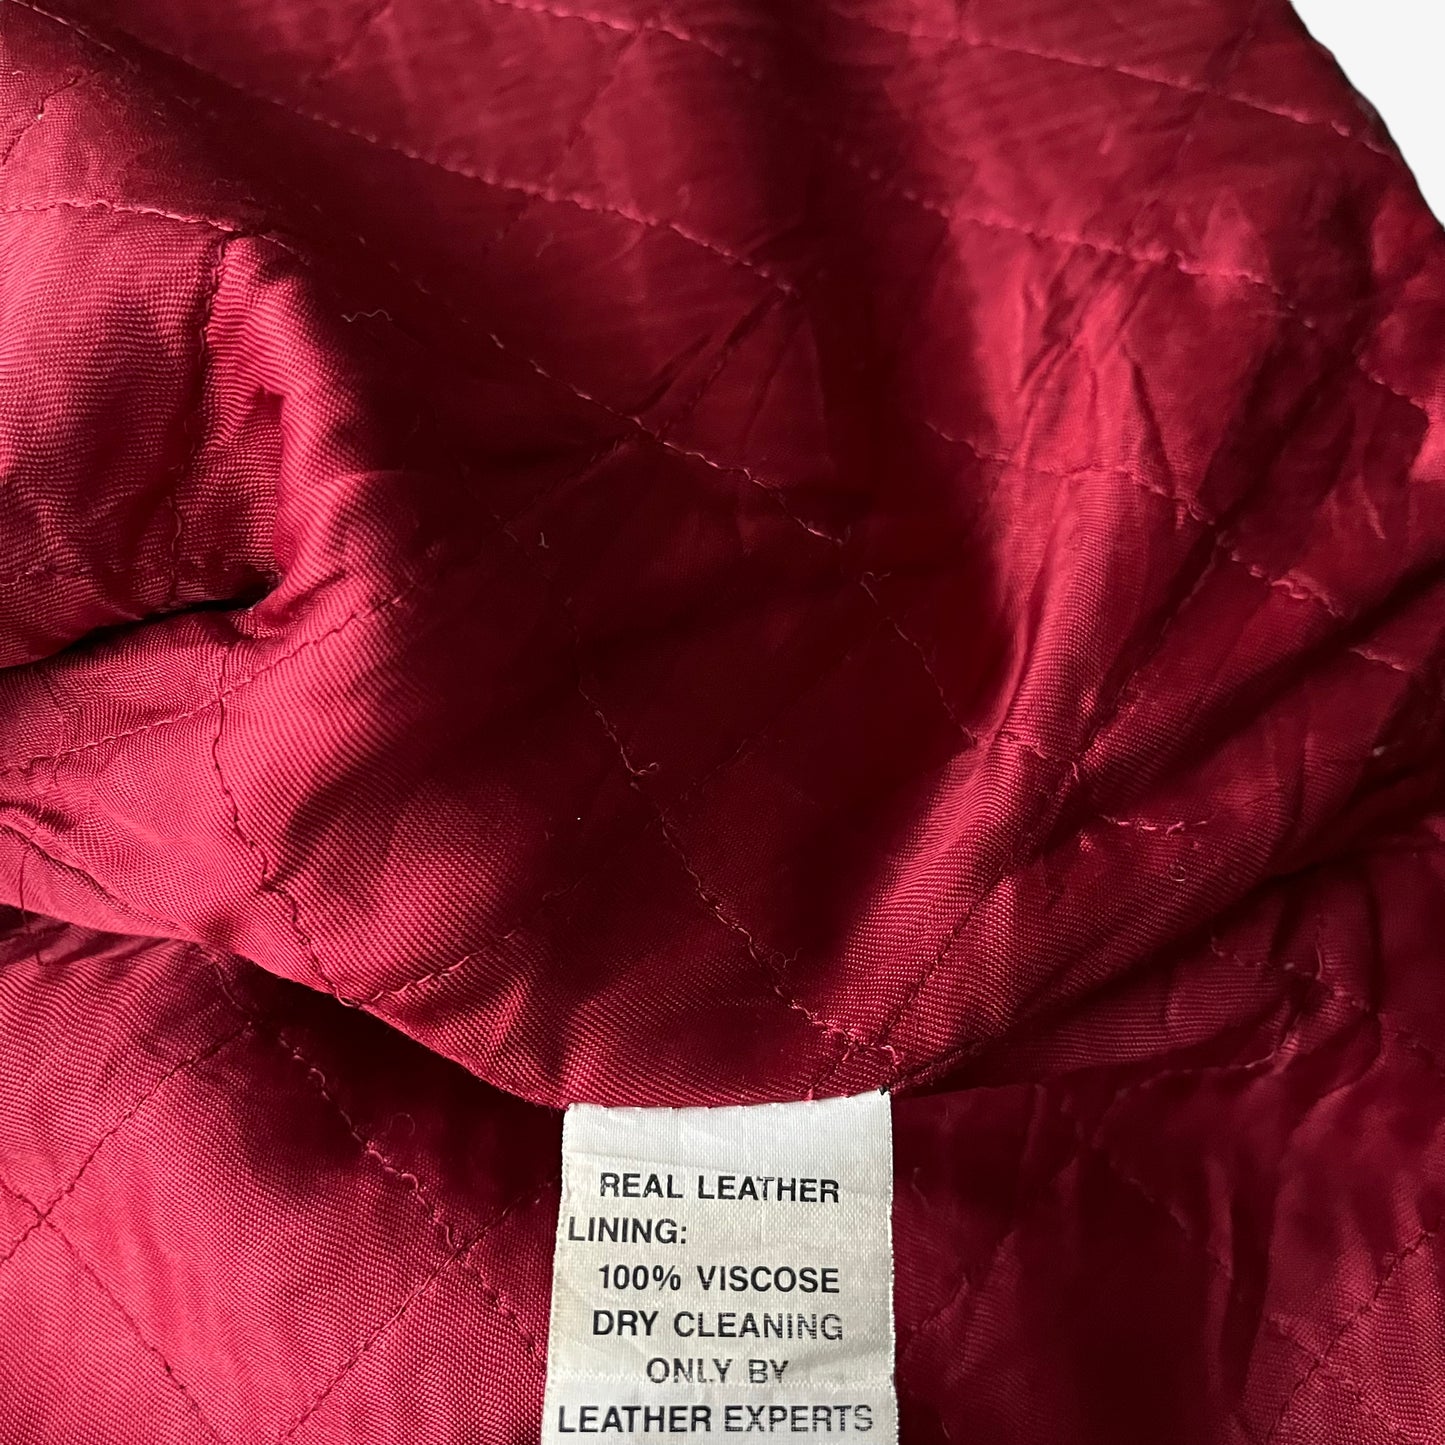 REAL LEATHER
LINING:
100% VISCOSE
DRY CLEANING
ONLY BY
LEATHER EXPERTS